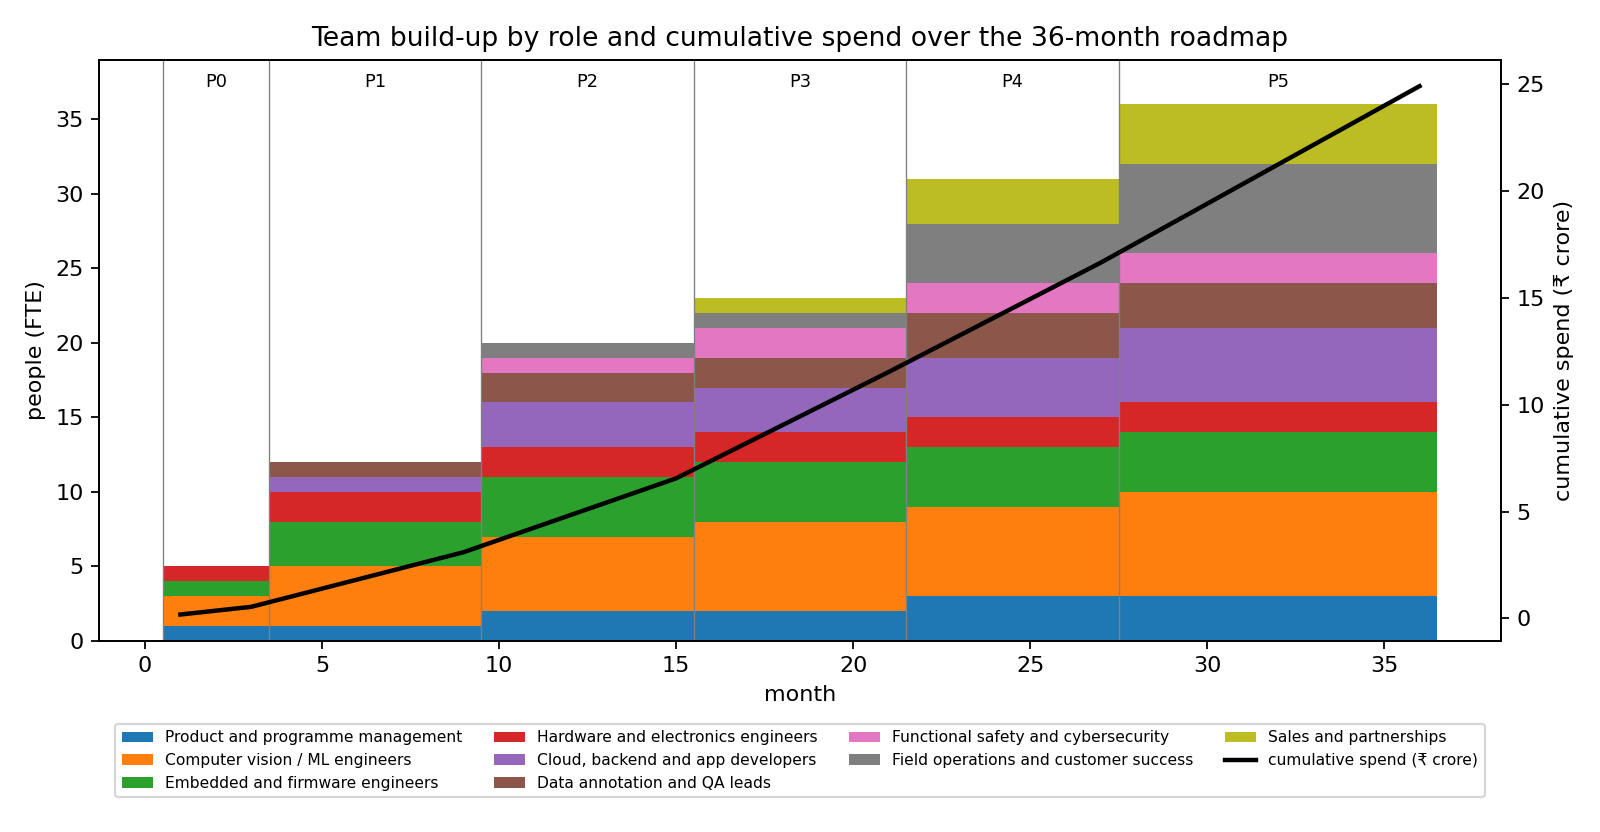 Team build-up by role and cumulative spend over the 36-month roadmap
P0 P1 P2 P3 P4 P5
people (FTE)
35
30
25
20
15
10
5
0
25
20
15
10
5
0
cumulative spend (₹ crore)
0 5 10 15 20 25 30 35
month
Product and programme management
Computer vision / ML engineers
Embedded and firmware engineers
Hardware and electronics engineers
Cloud, backend and app developers
Data annotation and QA leads
Functional safety and cybersecurity
Field operations and customer success
Sales and partnerships
cumulative spend (₹ crore)